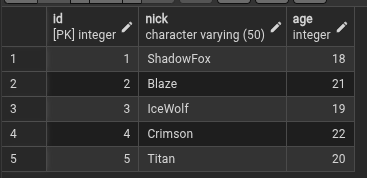 id nick age
[PK] integer character varying (50) integer
1 1 ShadowFox 18
2 2 Blaze 21
3 3 IceWolf 19
4 4 Crimson 22
5 5 Titan 20